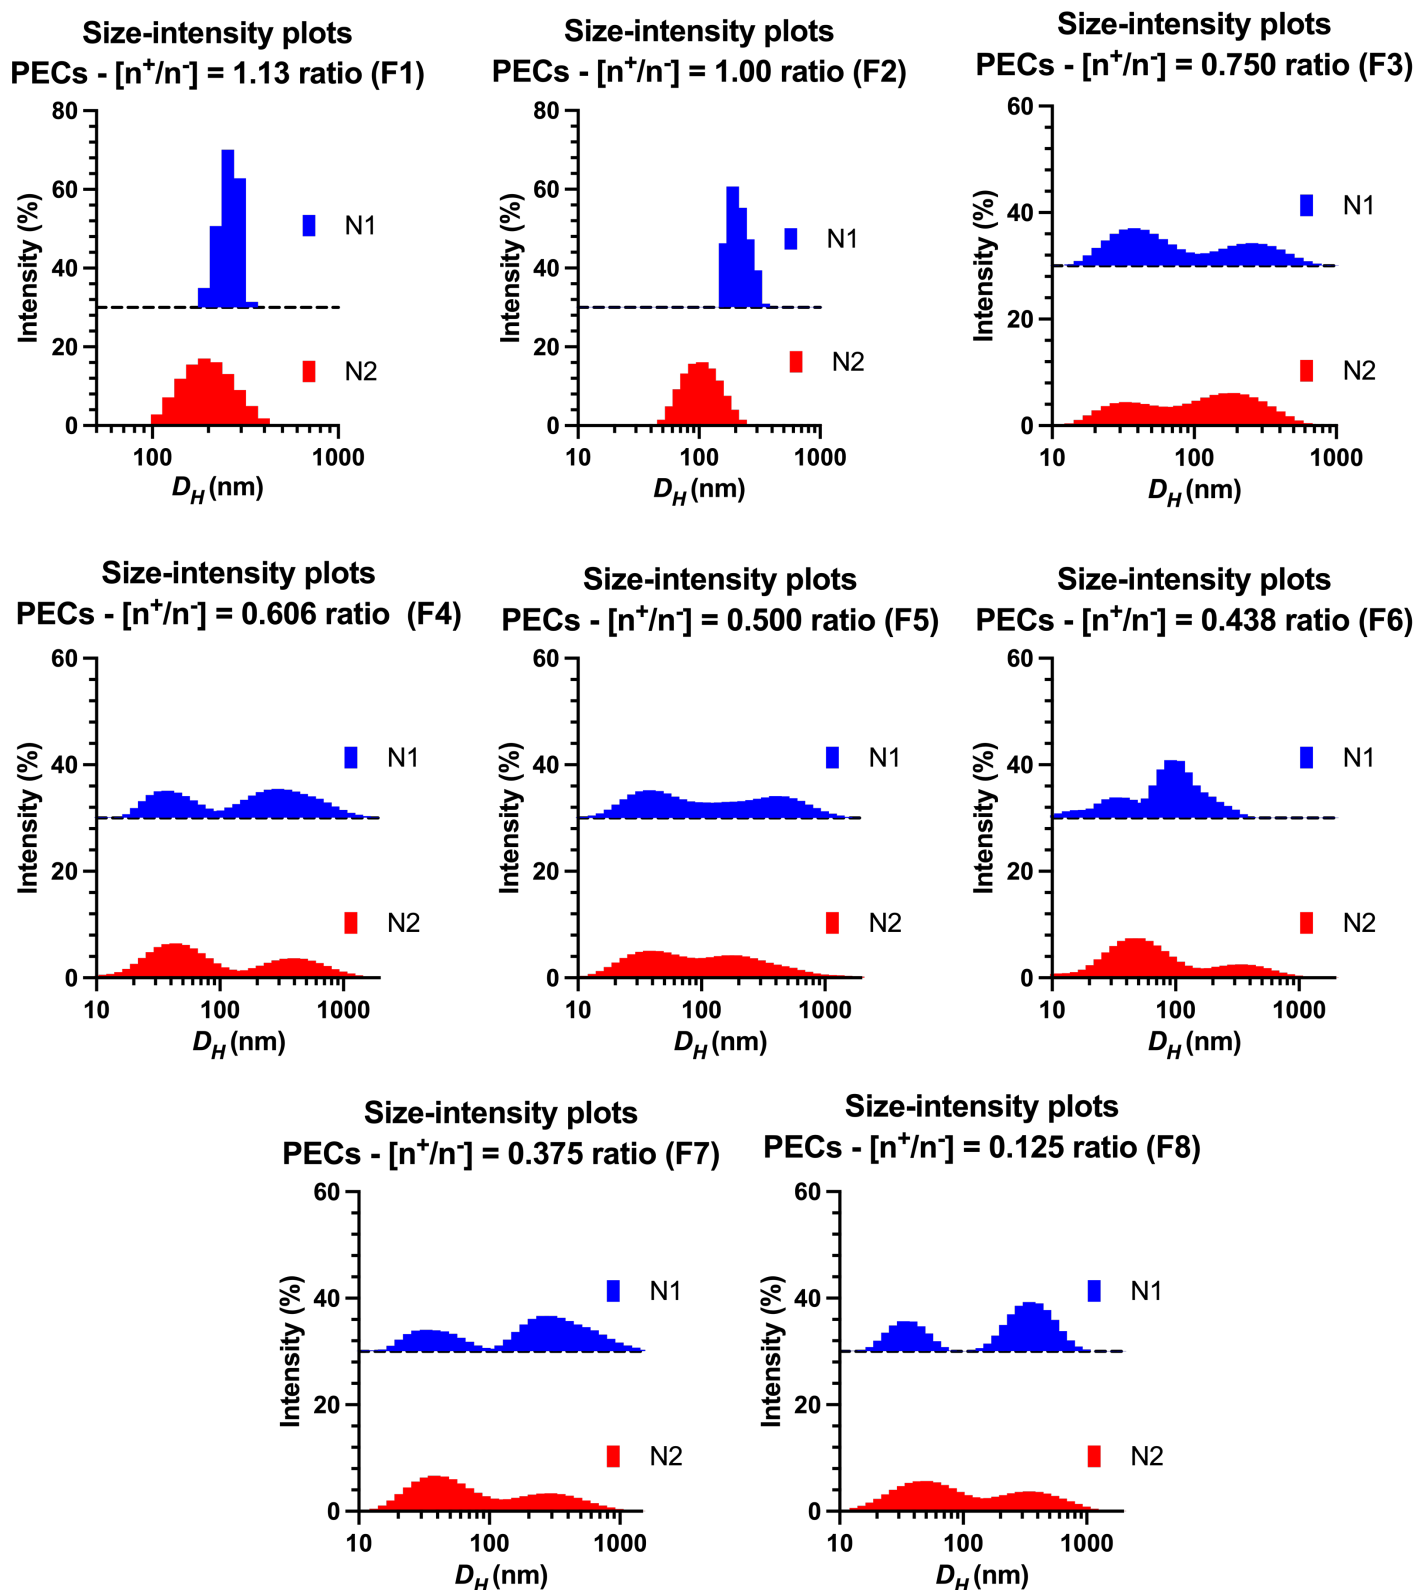 Size-intensity plots
PECs - [n⁺/n⁻] = 1.13 ratio (F1)
80
60
40
20
0
Intensity (%)
N1
N2
100
1000
D_H (nm)
Size-intensity plots
PECs - [n⁺/n⁻] = 1.00 ratio (F2)
80
60
40
20
0
Intensity (%)
N1
N2
10
100
1000
D_H (nm)
Size-intensity plots
PECs - [n⁺/n⁻] = 0.750 ratio (F3)
60
40
20
0
Intensity (%)
N1
N2
10
100
1000
D_H (nm)
Size-intensity plots
PECs - [n⁺/n⁻] = 0.606 ratio (F4)
60
40
20
0
Intensity (%)
N1
N2
10
100
1000
D_H (nm)
Size-intensity plots
PECs - [n⁺/n⁻] = 0.500 ratio (F5)
60
40
20
0
Intensity (%)
N1
N2
10
100
1000
D_H (nm)
Size-intensity plots
PECs - [n⁺/n⁻] = 0.438 ratio (F6)
60
40
20
0
Intensity (%)
N1
N2
10
100
1000
D_H (nm)
Size-intensity plots
PECs - [n⁺/n⁻] = 0.375 ratio (F7)
60
40
20
0
Intensity (%)
N1
N2
10
100
1000
D_H (nm)
Size-intensity plots
PECs - [n⁺/n⁻] = 0.125 ratio (F8)
60
40
20
0
Intensity (%)
N1
N2
10
100
1000
D_H (nm)